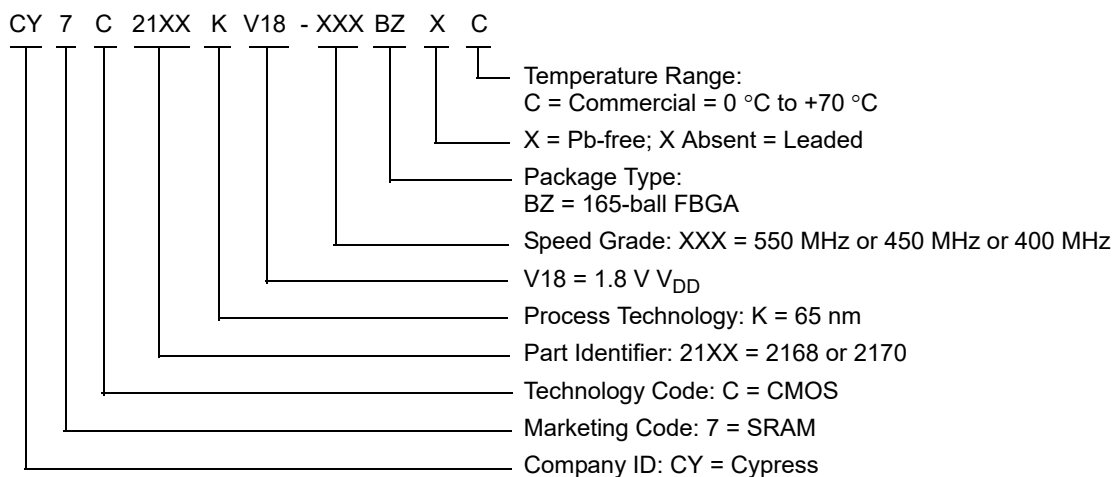 CY 7 C 21XX K V18 - XXX BZ X C
Temperature Range:
C = Commercial = 0 °C to +70 °C
X = Pb-free; X Absent = Leaded
Package Type:
BZ = 165-ball FBGA
Speed Grade: XXX = 550 MHz or 450 MHz or 400 MHz
V18 = 1.8 V VDD
Process Technology: K = 65 nm
Part Identifier: 21XX = 2168 or 2170
Technology Code: C = CMOS
Marketing Code: 7 = SRAM
Company ID: CY = Cypress